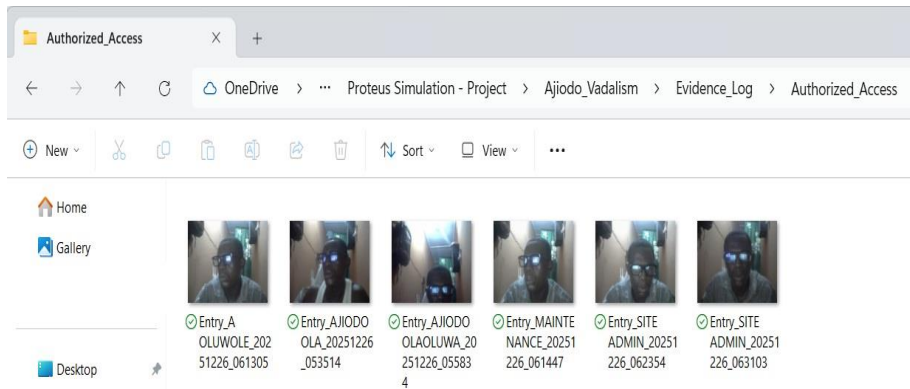 Authorized_Access
OneDrive > ... Proteus Simulation - Project > Ajiodo_Vadalism > Evidence_Log > Authorized_Access
New Sort View ...
Home
Gallery
Desktop
Entry_A
OLUWOLE_202
51226_061305
Entry_AJIODO
OLA_20251226
_053514
Entry_AJIODO
OLAOLUWA_20
251226_05583
4
Entry_MAINTE
NANCE_20251
226_061447
Entry_SITE
ADMIN_20251
226_062354
Entry_SITE
ADMIN_20251
226_063103